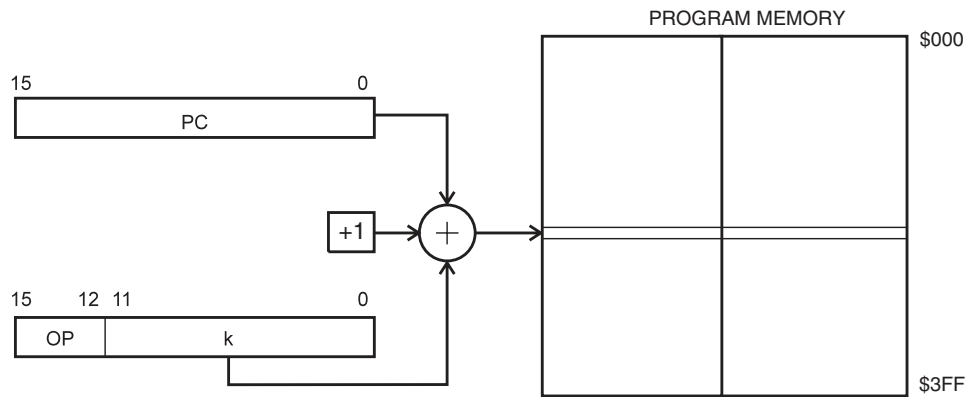 PROGRAM MEMORY
$000
15 0
PC
+1
+
15 12 11 0
OP k
$3FF